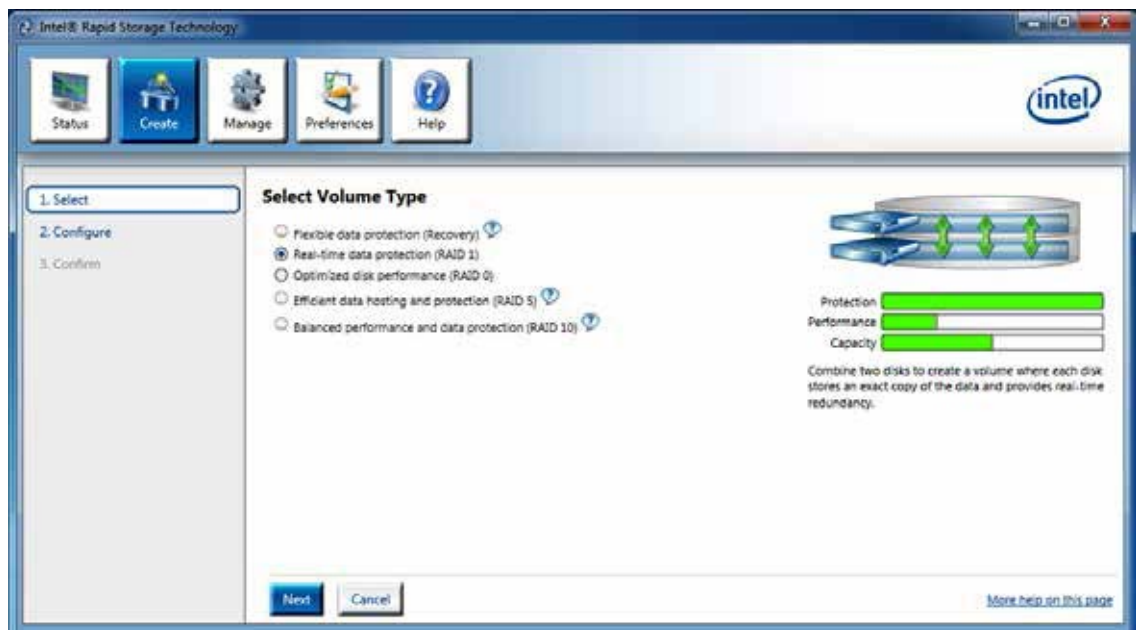 Intel® Rapid Storage Technology
Status
Create
Manage
Preferences
Help
intel
1. Select
2. Configure
3. Confirm
Select Volume Type
Flexible data protection (Recovery)
Real-time data protection (RAID 1)
Optimized disk performance (RAID 0)
Efficient data hosting and protection (RAID 5)
Balanced performance and data protection (RAID 10)
Protection
Performance
Capacity
Combine two disks to create a volume where each disk
stores an exact copy of the data and provides real-time
redundancy.
Next
Cancel
More help on this page